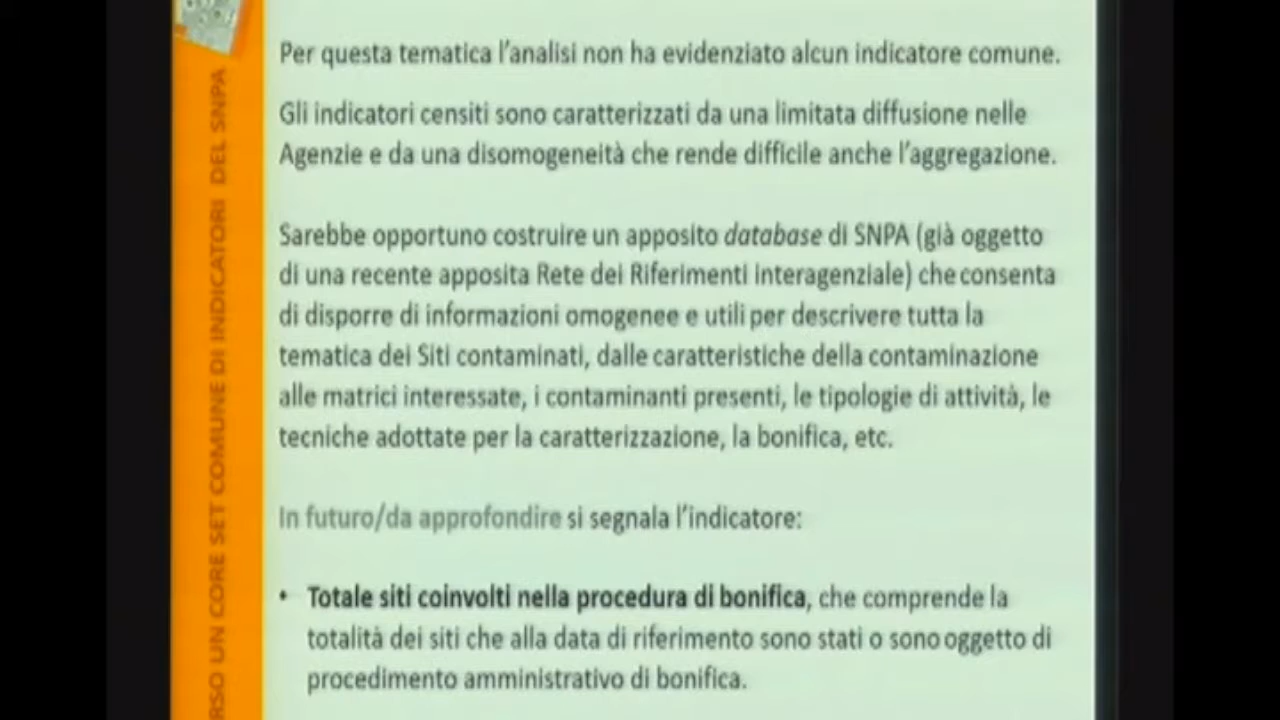 RSO UN CORE SET COMUNE DI INDICATORI DEL SNPA
Per questa tematica l'analisi non ha evidenziato alcun indicatore comune.
Gli indicatori censiti sono caratterizzati da una limitata diffusione nelle
Agenzie e da una disomogeneità che rende difficile anche l'aggregazione.
Sarebbe opportuno costruire un apposito database di SNPA (già oggetto
di una recente apposita Rete dei Riferimenti interagenziale) che consenta
di disporre di informazioni omogenee e utili per descrivere tutta la
tematica dei Siti contaminati, dalle caratteristiche della contaminazione
alle matrici interessate, i contaminanti presenti, le tipologie di attività, le
tecniche adottate per la caratterizzazione, la bonifica, etc.
In futuro/da approfondire si segnala l'indicatore:
• Totale siti coinvolti nella procedura di bonifica, che comprende la
totalità dei siti che alla data di riferimento sono stati o sono oggetto di
procedimento amministrativo di bonifica.